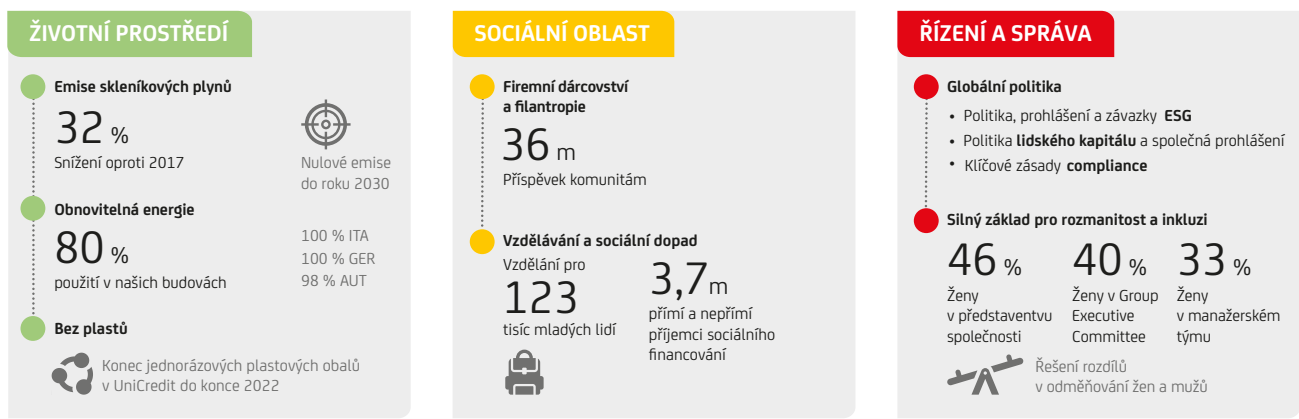 ŽIVOTNÍ PROSTŘEDÍ
Emise skleníkových plynů
32 %
Snížení oproti 2017
Nulové emise
do roku 2030
Obnovitelná energie
80 %
použití v našich budovách
100 % ITA
100 % GER
98 % AUT
Bez plastů
Konec jednorázových plastových obalů
v UniCredit do konce 2022
SOCIÁLNÍ OBLAST
Firemní dárcovství
a filantropie
36 m
Příspěvek komunitám
Vzdělávání a sociální dopad
Vzdělání pro
123
tisíc mladých lidí
3,7 m
přímí a nepřímí
příjemci sociálního
financování
ŘÍZENÍ A SPRÁVA
Globální politika
• Politika, prohlášení a závazky ESG
• Politika lidského kapitálu a společná prohlášení
• Klíčové zásady compliance
Silný základ pro rozmanitost a inkluzi
46 %
Ženy
v představentvu
společnosti
40 %
Ženy v Group
Executive
Committee
33 %
Ženy
v manažerském
týmu
Řešení rozdílů
v odměňování žen a mužů